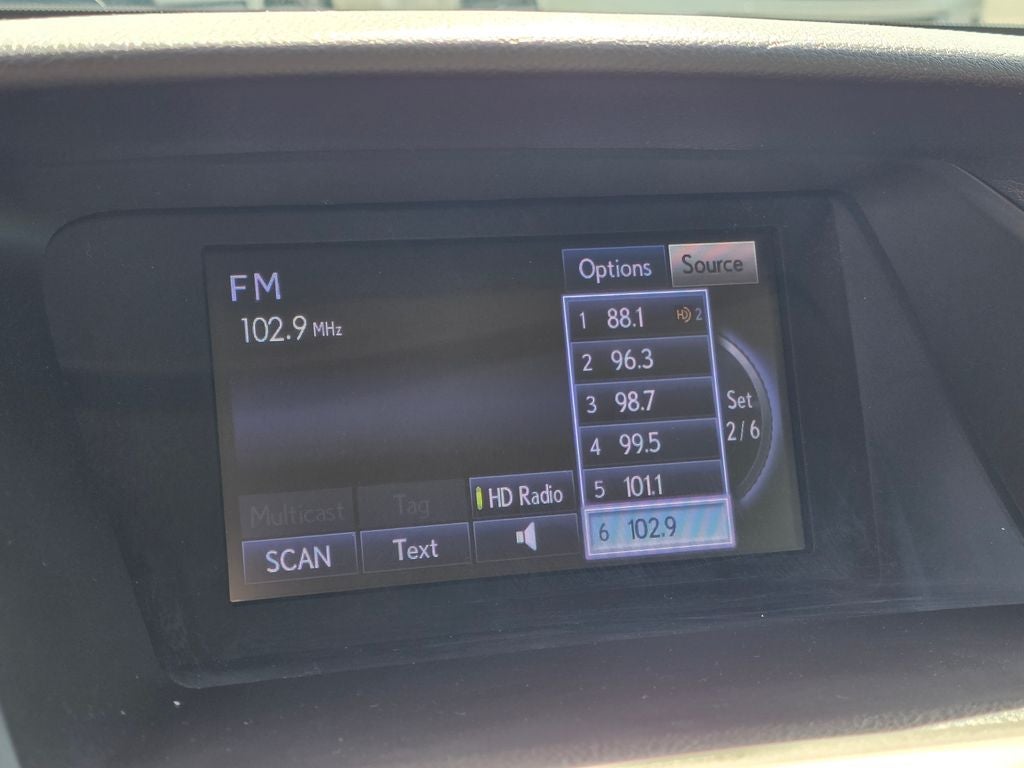 FM
102.9 MHz
Options
Source
1 88.1 HD) 2
2 96.3
3 98.7
4 99.5
5 101.1
6 102.9
Set
2/6
Multicast
Tag
HD Radio
SCAN
Text